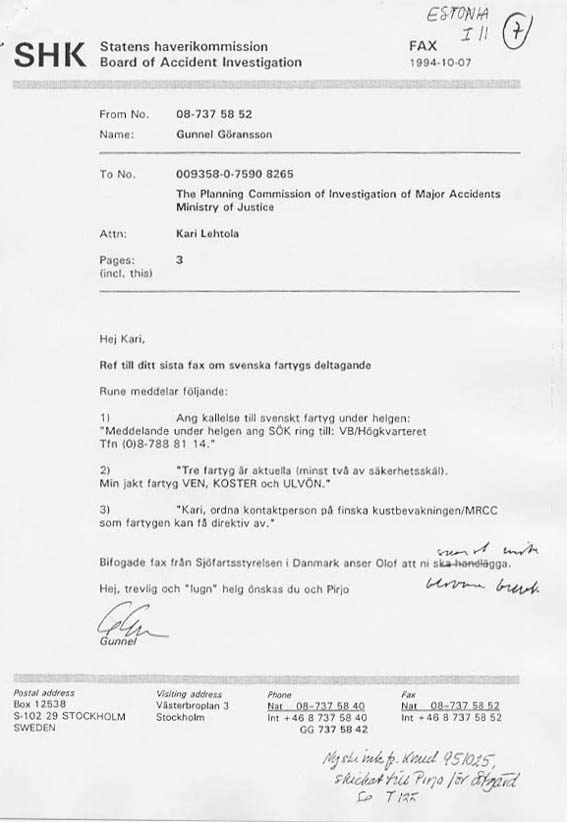 ESTONIA
I 11 7
SHK Statens haverikommission
Board of Accident Investigation
FAX
1994-10-07
From No. 08-737 58 52
Name: Gunnel Göransson
To No. 009358-0-7590 8265
The Planning Commission of Investigation of Major Accidents
Ministry of Justice
Attn: Kari Lehtola
Pages: 3
(incl. this)
Hej Kari,
Ref till ditt sista fax om svenska fartygs deltagande
Rune meddelar följande:
1) Ang kallelse till svenskt fartyg under helgen:
"Meddelande under helgen ang SÖK ring till: VB/Högkvarteret
Tfn (0)8-788 81 14."
2) "Tre fartyg är aktuella (minst två av säkerhetsskäl).
Min jakt fartyg VEN, KOSTER och ULVÖN."
3) "Kari, ordna kontaktperson på finska kustbevakningen/MRCC
som fartygen kan få direktiv av."
Bifogade fax från Sjöfartsstyrelsen i Danmark anser Olof att ni ska handlägga.
Hej, trevlig och "lugn" helg önskas du och Pirjo
Gunnel
Postal address
Box 12538
S-102 29 STOCKHOLM
SWEDEN
Visiting address
Västerbroplan 3
Stockholm
Phone
Nat 08-737 58 40
Int +46 8 737 58 40
GG 737 58 42
Fax
Nat 08-737 58 52
Int +46 8 737 58 52
Knud 951025,
skickat till Pirjo för åtgärd